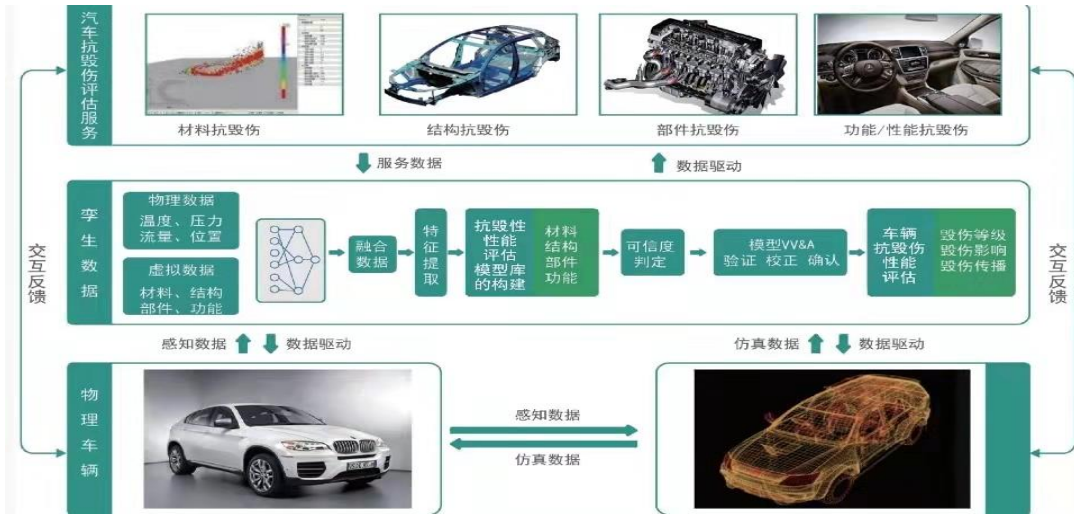 汽车抗毁伤评估服务
材料抗毁伤
结构抗毁伤
部件抗毁伤
功能/性能抗毁伤
服务数据
数据驱动
交互反馈
孪生数据
物理数据
温度、压力
流量、位置
虚拟数据
材料、结构
部件、功能
融合
数据
特征提取
抗毁性
性能
评估
模型库
的构建
材料
结构
部件
功能
可信度
判定
模型VV&A
验证 校正 确认
车辆
抗毁伤
性能
评估
毁伤等级
毁伤影响
毁伤传播
交互反馈
感知数据
数据驱动
仿真数据
数据驱动
物理车辆
感知数据
仿真数据